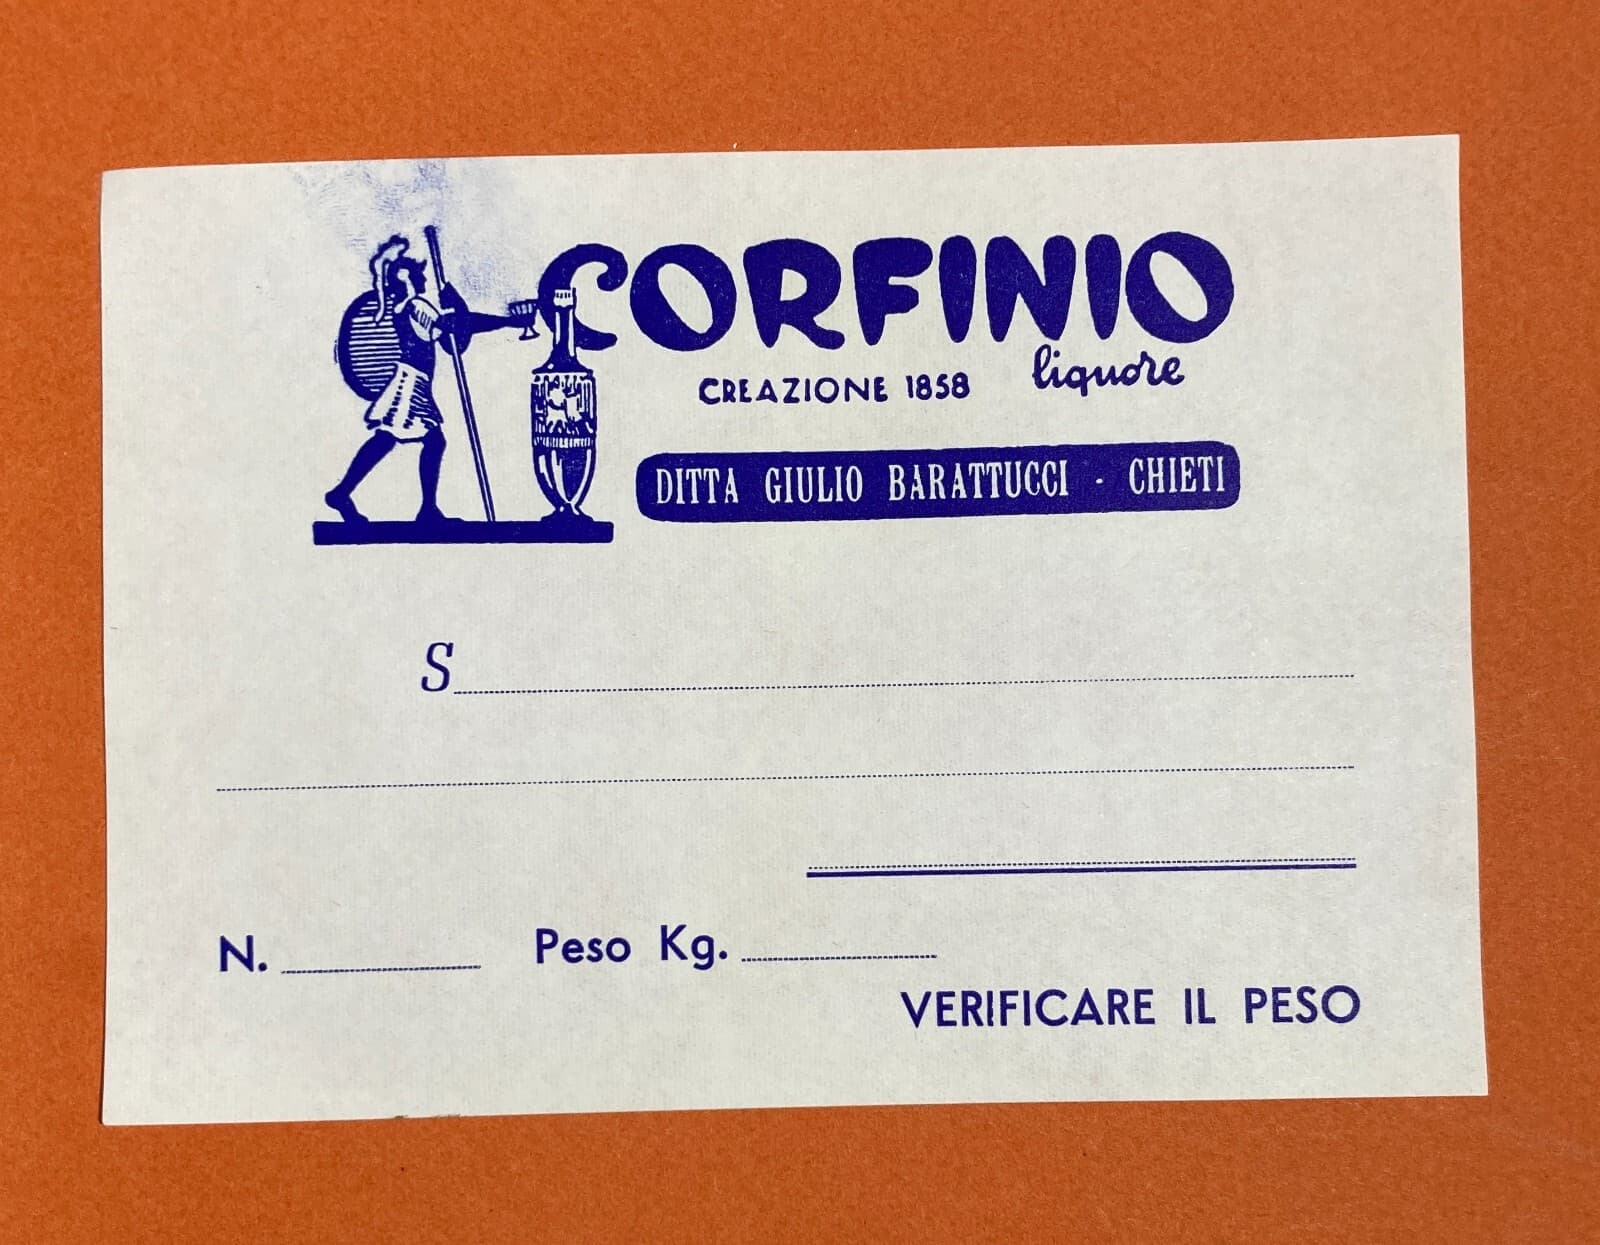 CORFINIO
liquore
CREAZIONE 1858
DITTA GIULIO BARATTUCCI - CHIETI
S
N. Peso Kg.
VERIFICARE IL PESO